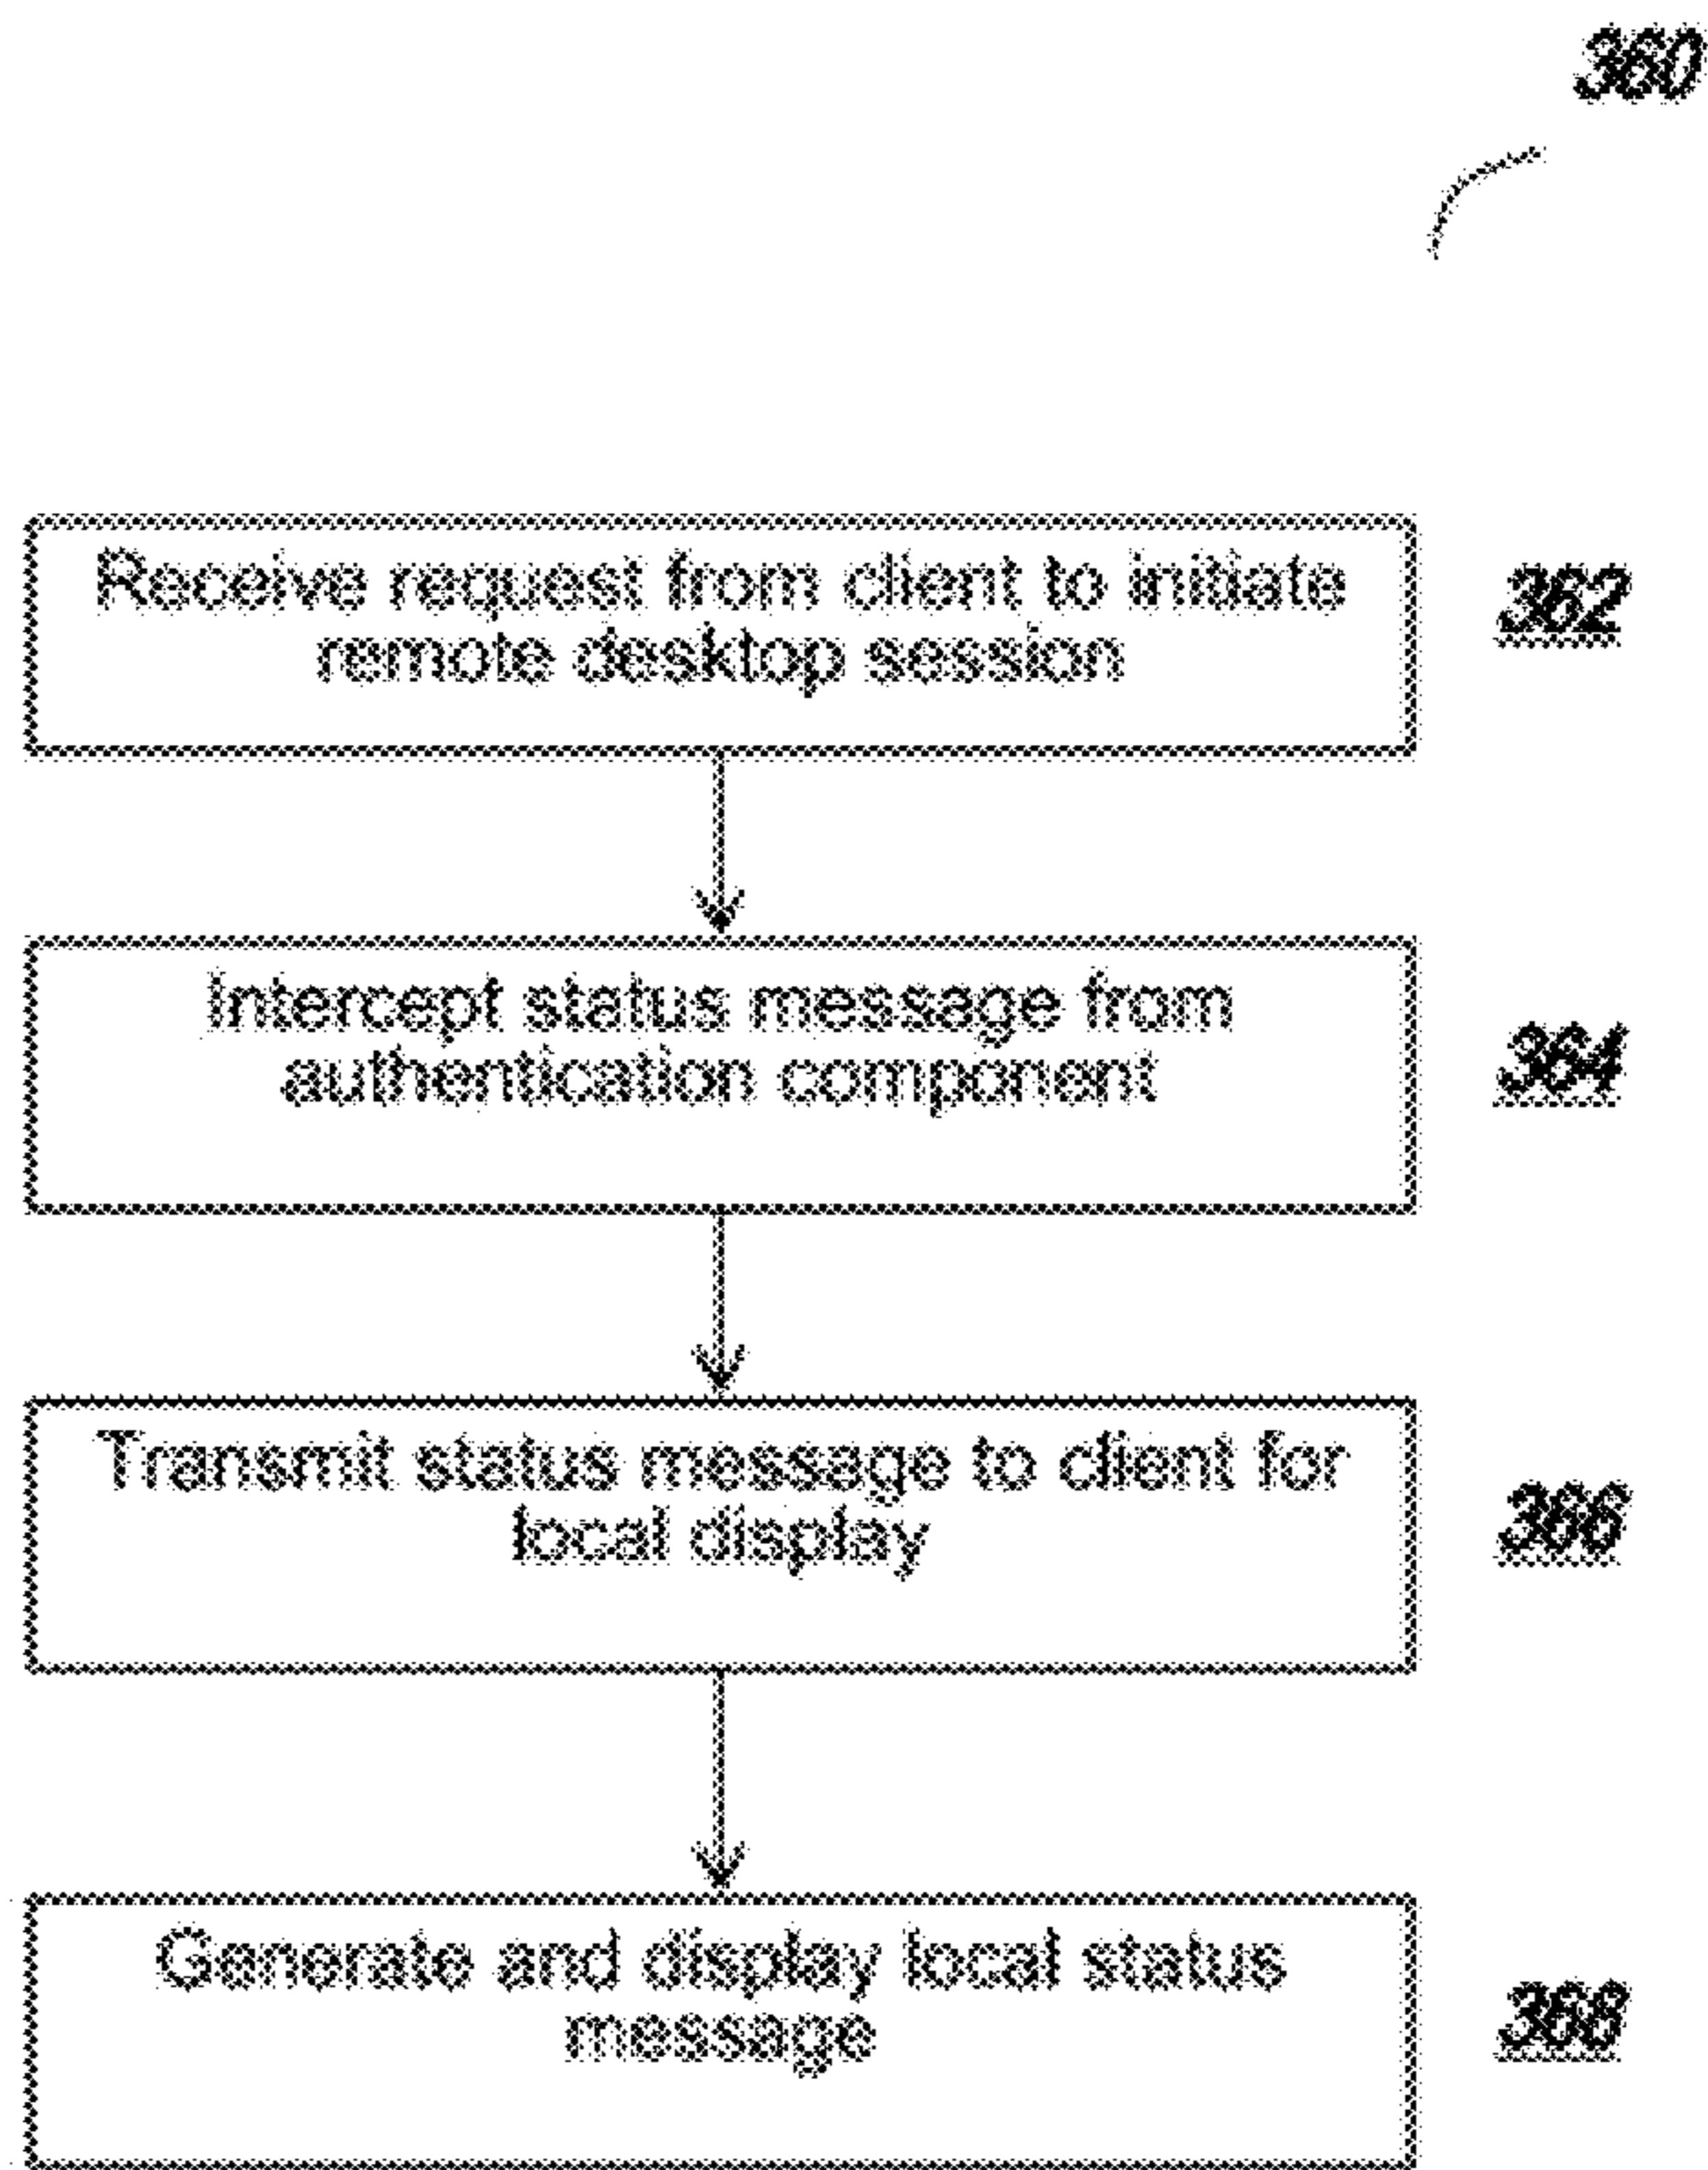 360
Receive request from client to initiate
remote desktop session
362
Intercept status message from
authentication component
364
Transmit status message to client for
local display
366
Generate and display local status
message
368